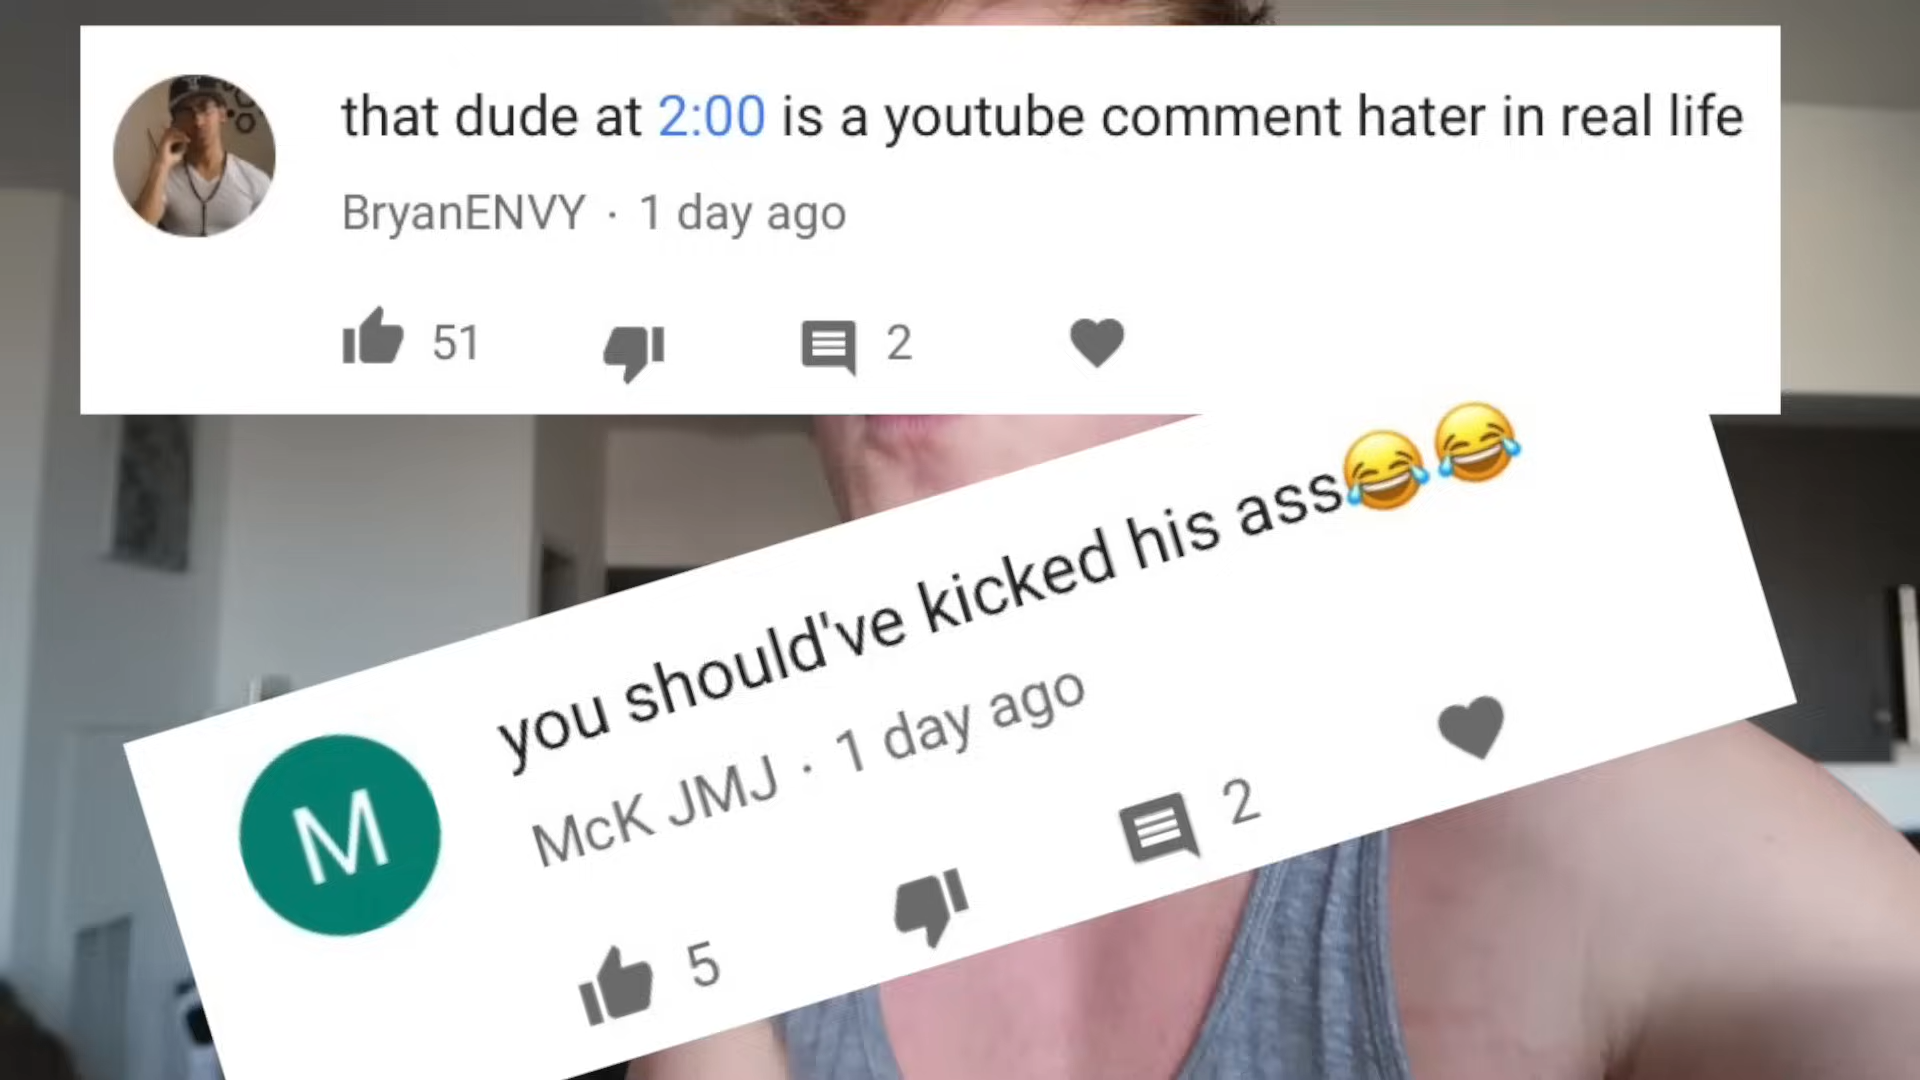 that dude at 2:00 is a youtube comment hater in real life
BryanENVY · 1 day ago
51 2
you should've kicked his ass😂😂
McK JMJ · 1 day ago
M
5 2